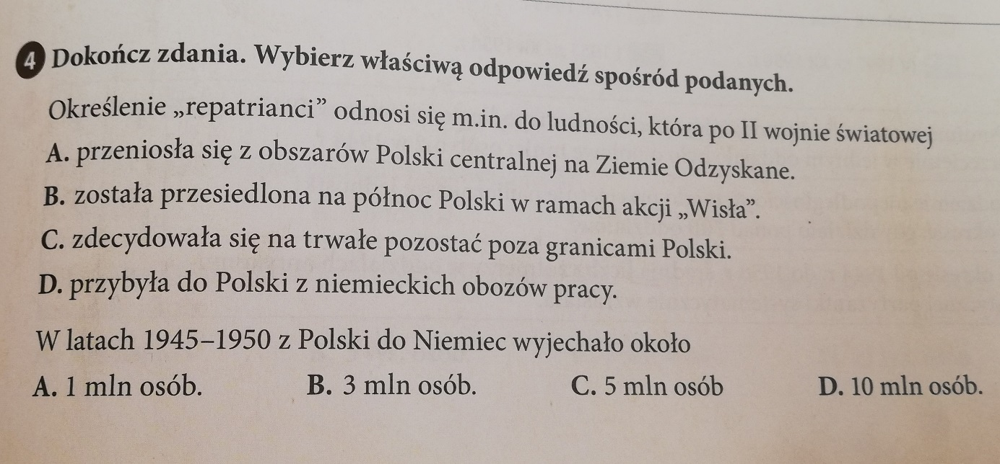 4 Dokończ zdania. Wybierz właściwą odpowiedź spośród podanych.
Określenie „repatrianci” odnosi się m.in. do ludności, która po II wojnie światowej
A. przeniosła się z obszarów Polski centralnej na Ziemie Odzyskane.
B. została przesiedlona na północ Polski w ramach akcji „Wisła”.
C. zdecydowała się na trwałe pozostać poza granicami Polski.
D. przybyła do Polski z niemieckich obozów pracy.
W latach 1945–1950 z Polski do Niemiec wyjechało około
A. 1 mln osób. B. 3 mln osób. C. 5 mln osób D. 10 mln osób.